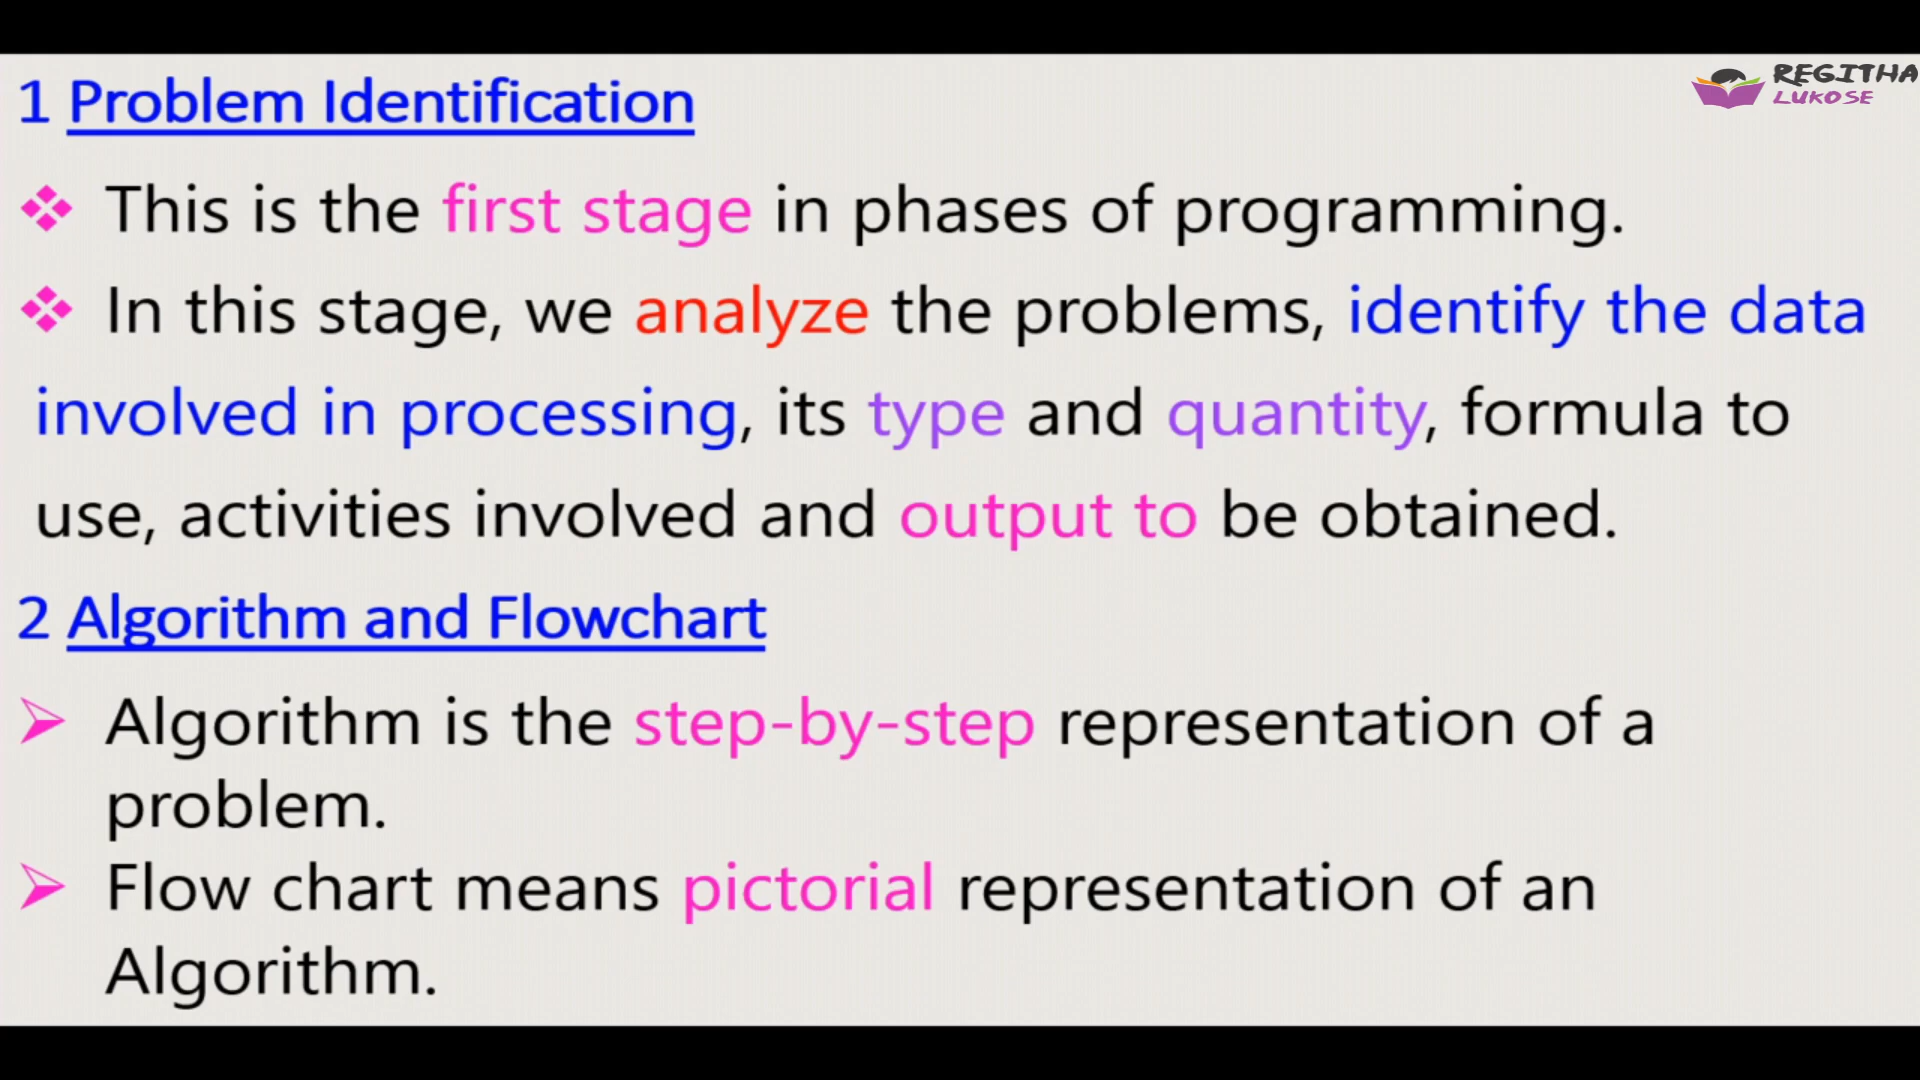 1 Problem Identification
REGITHA
LUKOSE
This is the first stage in phases of programming.
In this stage, we analyze the problems, identify the data
involved in processing, its type and quantity, formula to
use, activities involved and output to be obtained.
2 Algorithm and Flowchart
Algorithm is the step-by-step representation of a
problem.
Flow chart means pictorial representation of an
Algorithm.